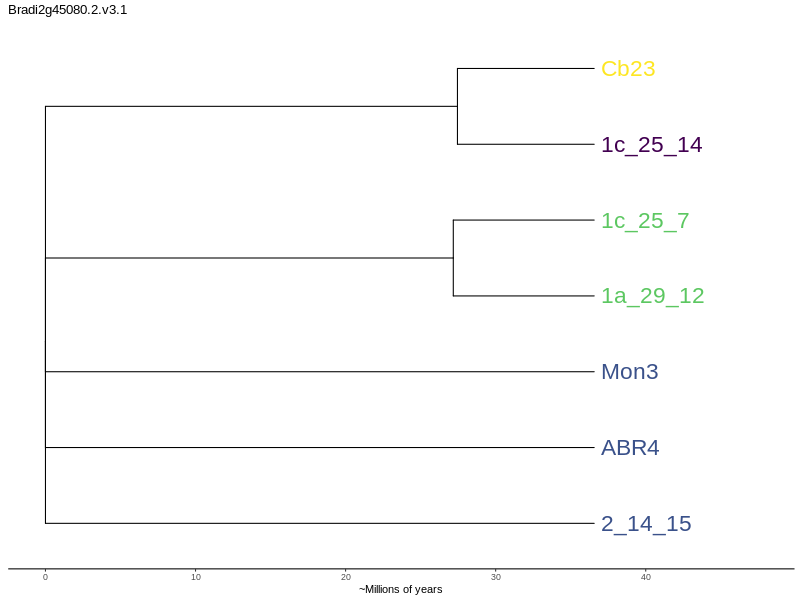 Bradi2g45080.2.v3.1
Cb23
1c_25_14
1c_25_7
1a_29_12
Mon3
ABR4
2_14_15
0 10 20 30 40
~Millions of years